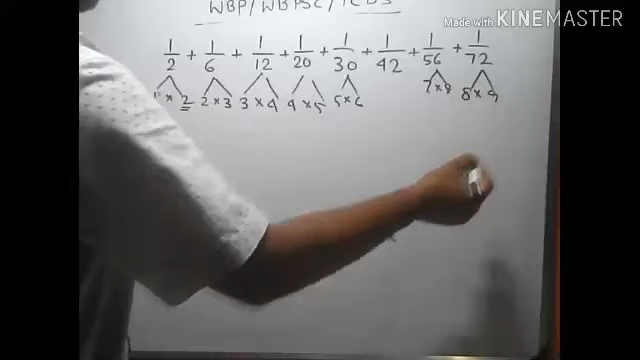 Made with KINEMASTER
WBP/WBPSC/ICDS
1/2 + 1/6 + 1/12 + 1/20 + 1/30 + 1/42 + 1/56 + 1/72
1 × 2 2 × 3 3 × 4 4 × 5 5 × 6 7 × 8 8 × 9